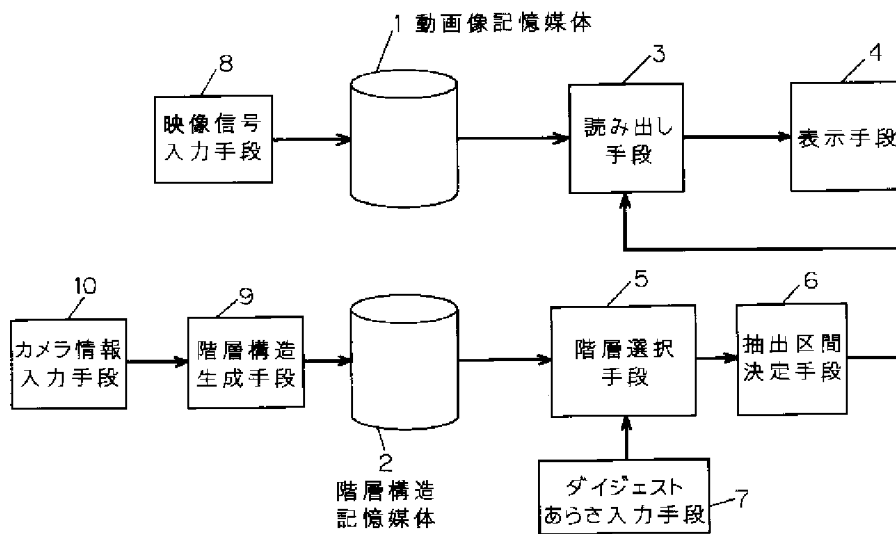 1 動画像記憶媒体
8
映像信号
入力手段
3
読み出し
手段
4
表示手段
10
カメラ情報
入力手段
9
階層構造
生成手段
2
階層構造
記憶媒体
5
階層選択
手段
6
抽出区間
決定手段
ダイジェスト
あらさ入力手段
7